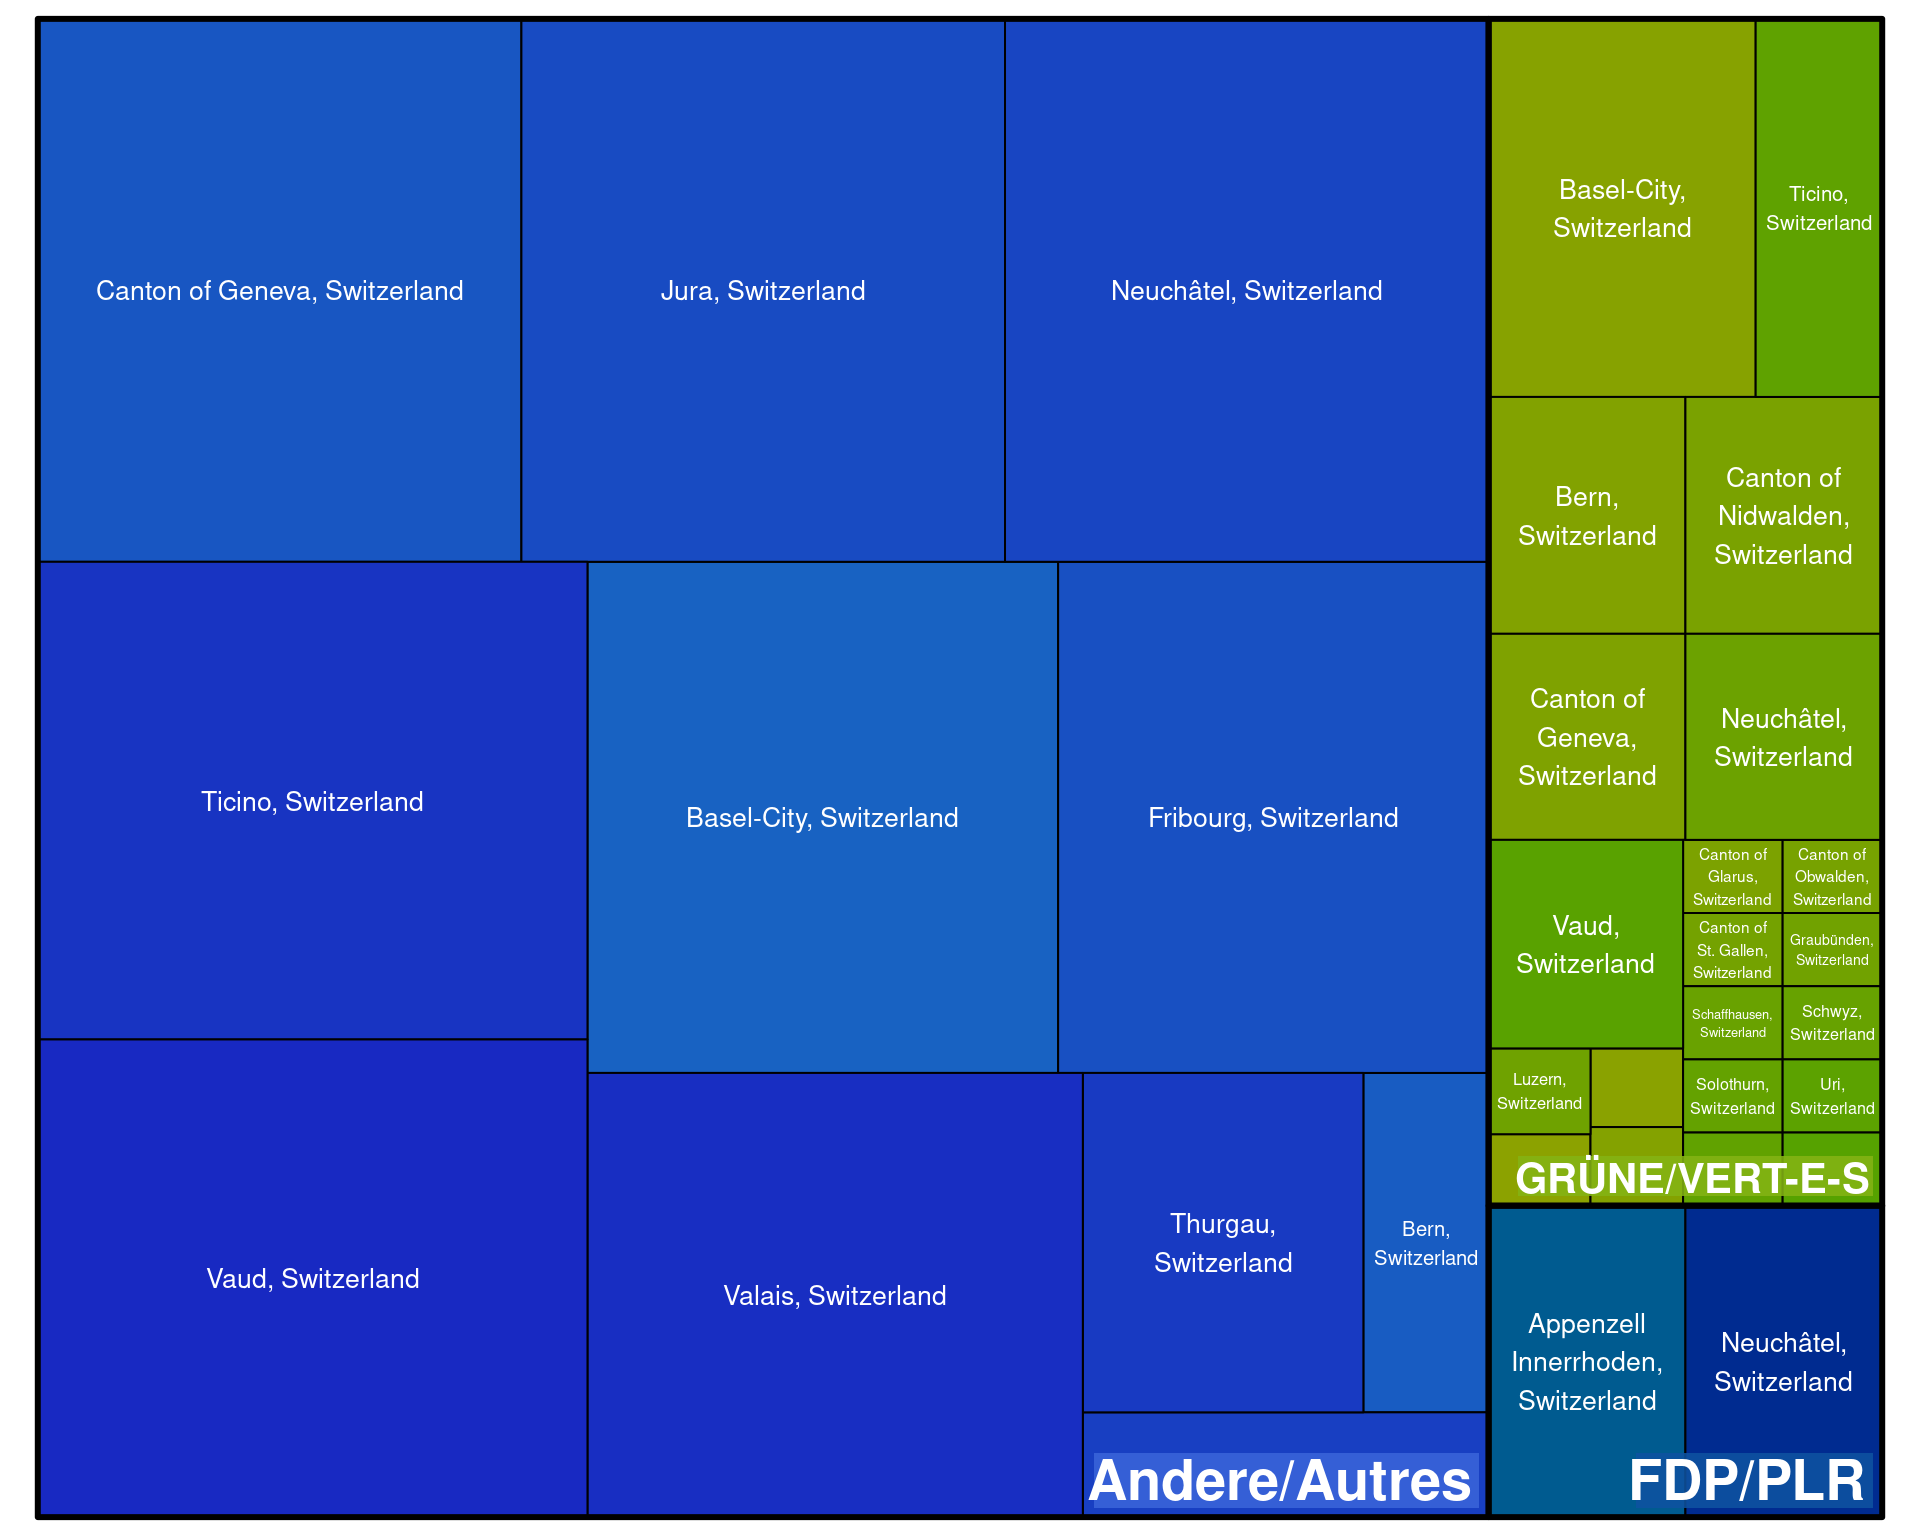 Canton of Geneva, Switzerland
Jura, Switzerland
Neuchâtel, Switzerland
Ticino, Switzerland
Basel-City, Switzerland
Fribourg, Switzerland
Vaud, Switzerland
Valais, Switzerland
Thurgau,
Switzerland
Bern,
Switzerland
Andere/Autres
Basel-City,
Switzerland
Ticino,
Switzerland
Bern,
Switzerland
Canton of
Nidwalden,
Switzerland
Canton of
Geneva,
Switzerland
Neuchâtel,
Switzerland
Vaud,
Switzerland
Canton of
Glarus,
Switzerland
Canton of
Obwalden,
Switzerland
Canton of
St. Gallen,
Switzerland
Graubünden,
Switzerland
Schaffhausen,
Switzerland
Schwyz,
Switzerland
Luzern,
Switzerland
Solothurn,
Switzerland
Uri,
Switzerland
GRÜNE/VERT-E-S
Appenzell
Innerrhoden,
Switzerland
Neuchâtel,
Switzerland
FDP/PLR